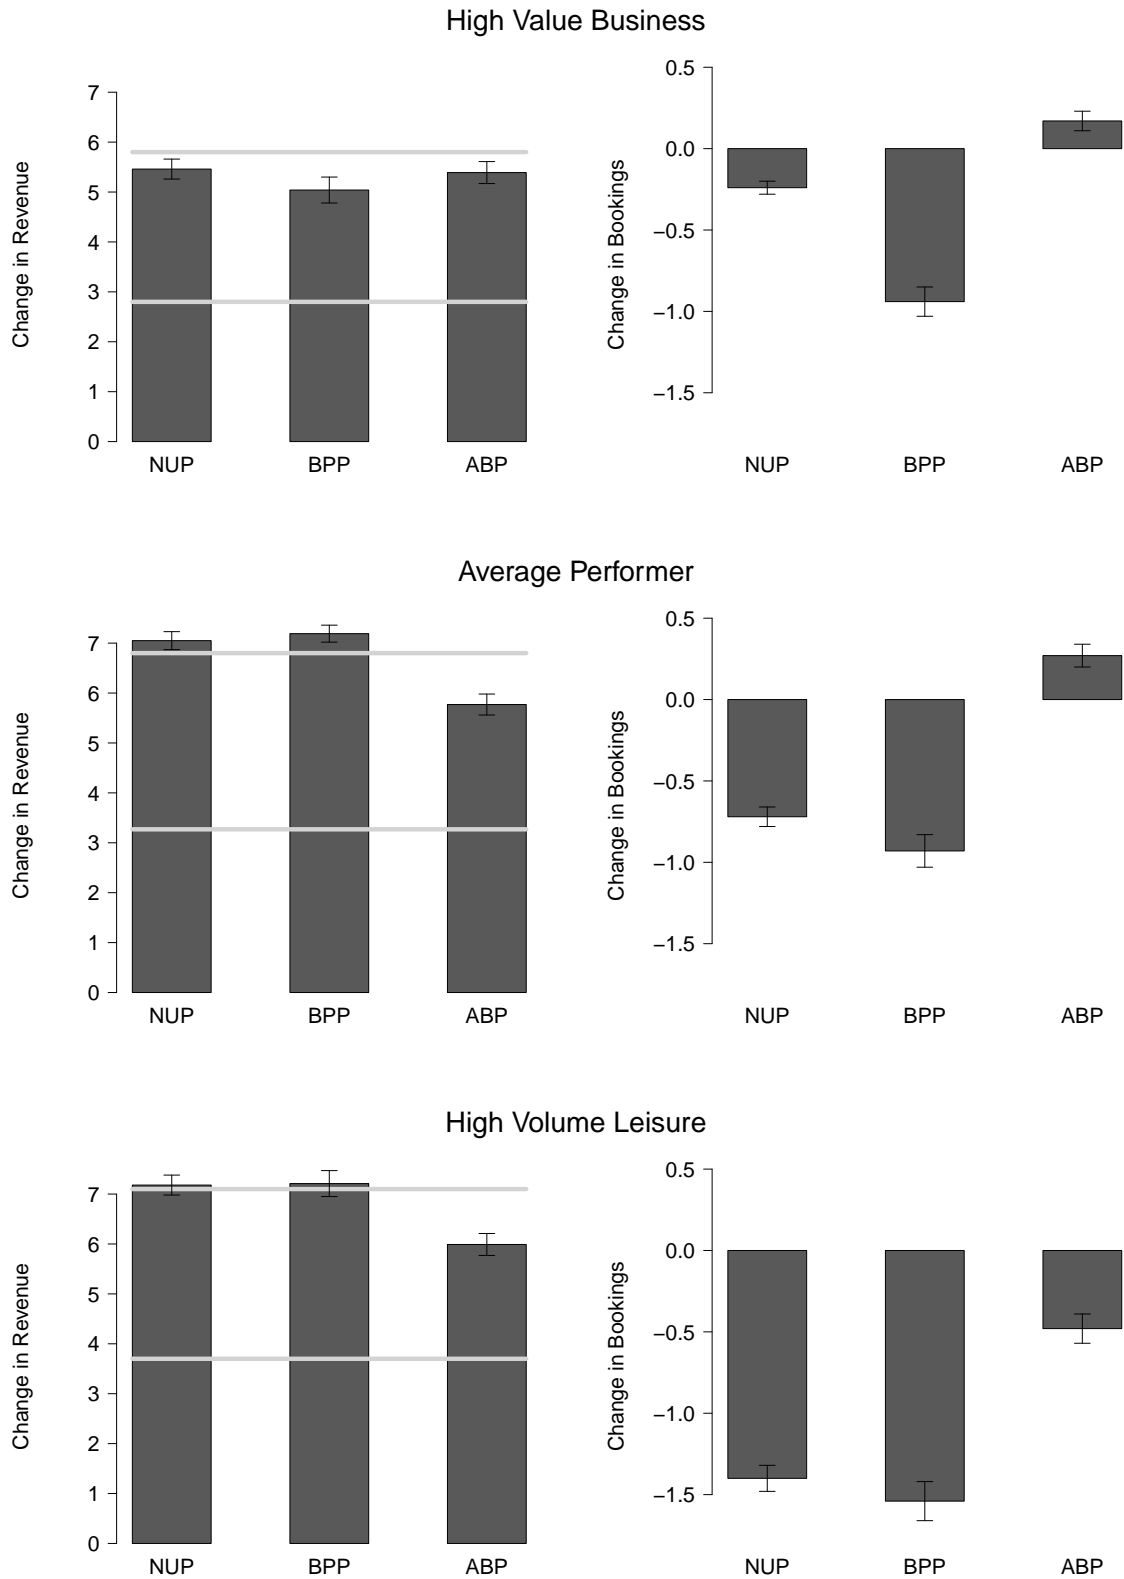 High Value Business
Change in Revenue
7
6
5
4
3
2
1
0
NUP BPP ABP
Change in Bookings
0.5
0.0
−0.5
−1.0
−1.5
NUP BPP ABP
Average Performer
Change in Revenue
7
6
5
4
3
2
1
0
NUP BPP ABP
Change in Bookings
0.5
0.0
−0.5
−1.0
−1.5
NUP BPP ABP
High Volume Leisure
Change in Revenue
7
6
5
4
3
2
1
0
NUP BPP ABP
Change in Bookings
0.5
0.0
−0.5
−1.0
−1.5
NUP BPP ABP